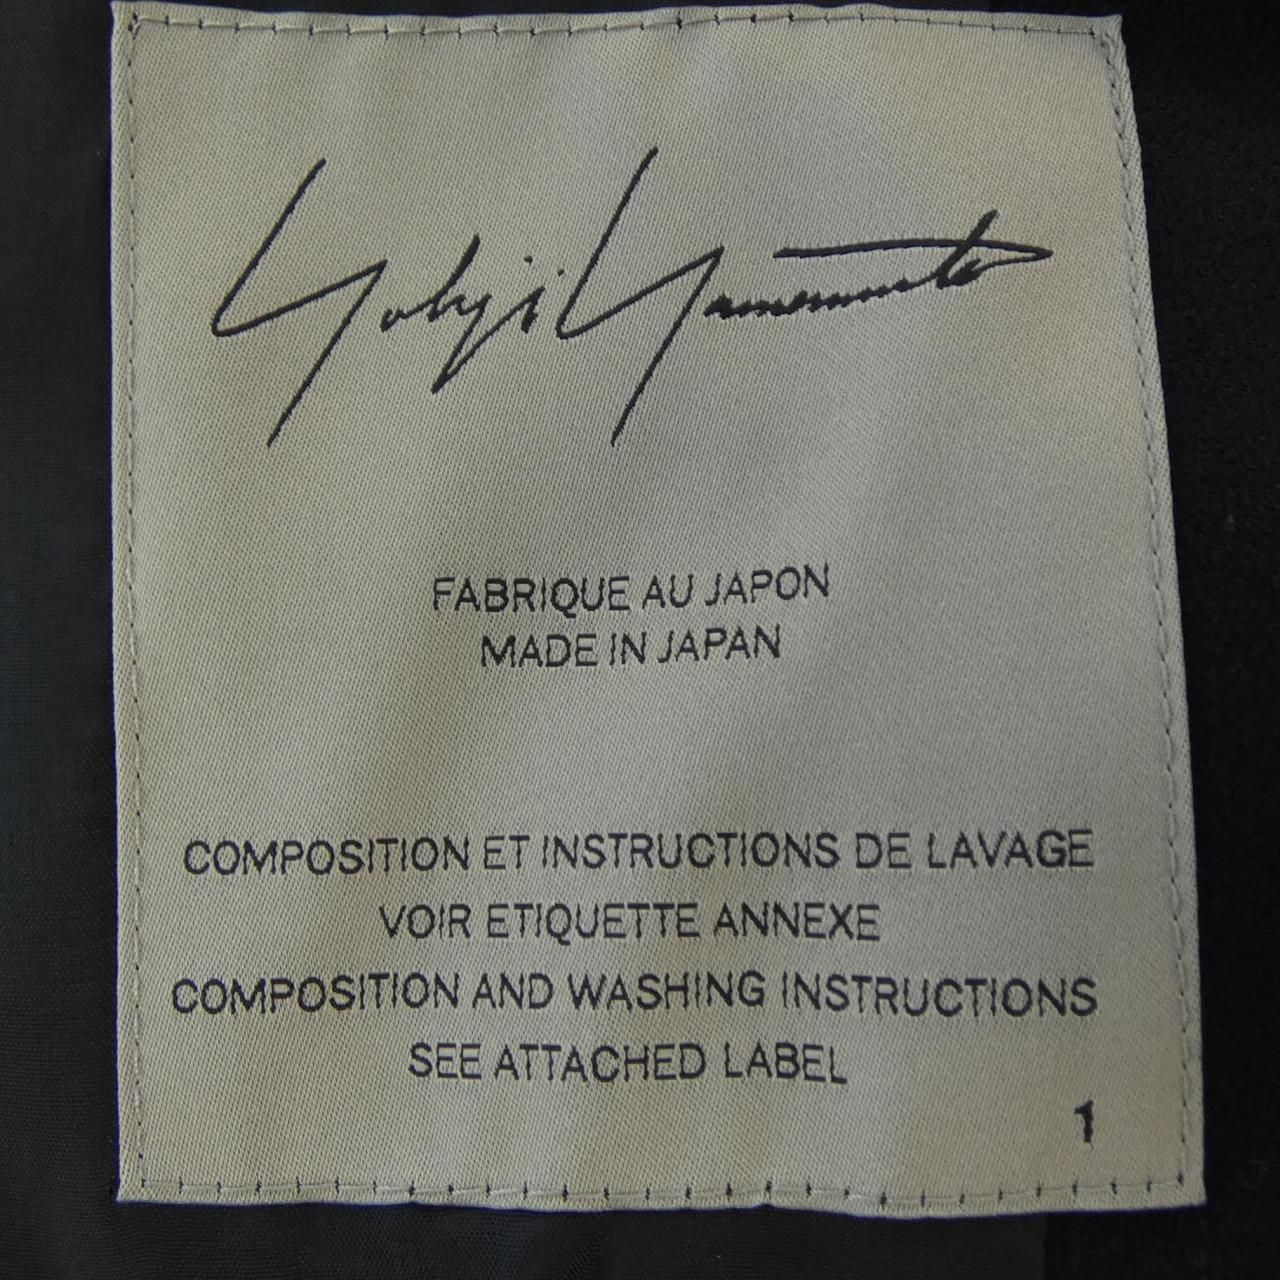 Yohji Yamamoto
FABRIQUE AU JAPON
MADE IN JAPAN
COMPOSITION ET INSTRUCTIONS DE LAVAGE
VOIR ETIQUETTE ANNEXE
COMPOSITION AND WASHING INSTRUCTIONS
SEE ATTACHED LABEL
1